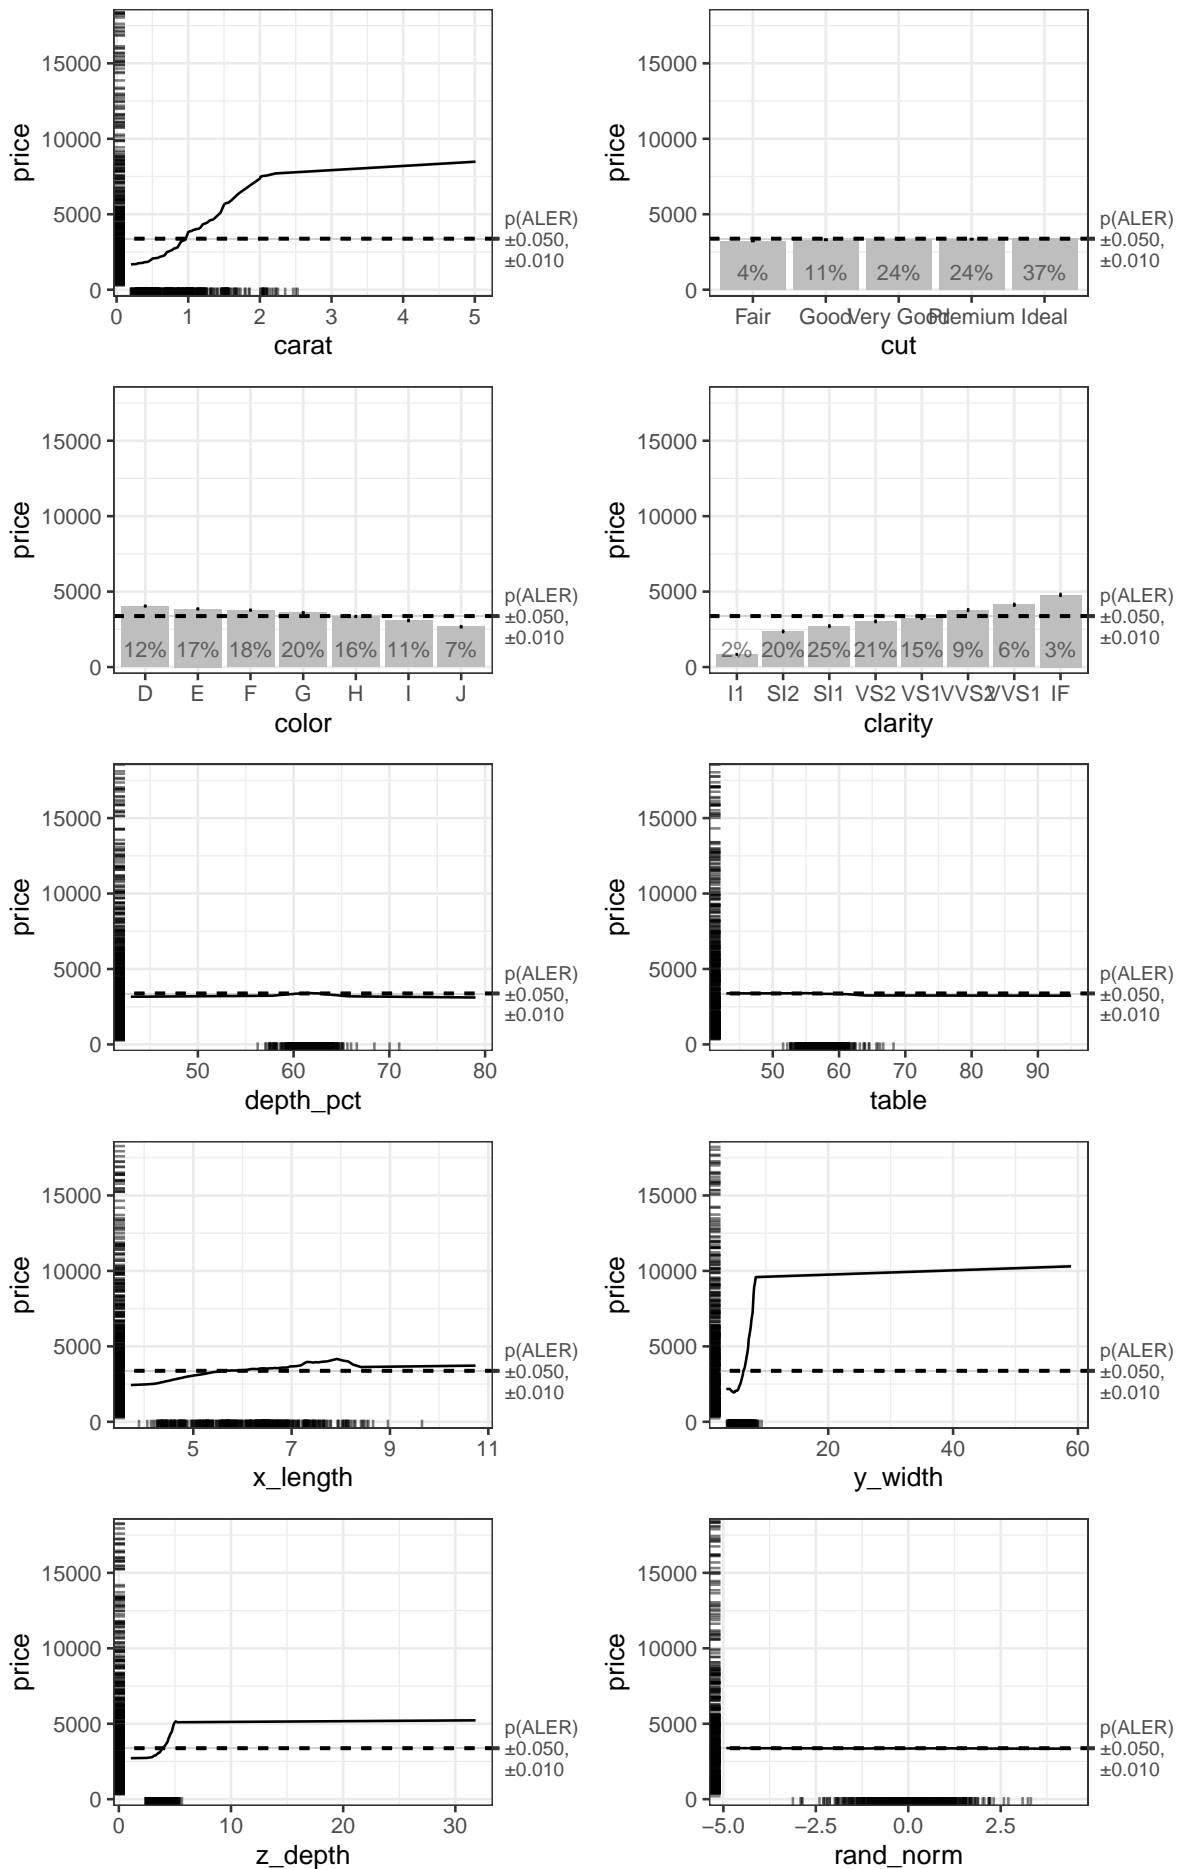 15000
10000
5000
0
price
0 1 2 3 4 5
carat
p(ALER)
±0.050,
±0.010
15000
10000
5000
0
price
4% 11% 24% 24% 37%
Fair Good Very Good Premium Ideal
cut
p(ALER)
±0.050,
±0.010
15000
10000
5000
0
price
12% 17% 18% 20% 16% 11% 7%
D E F G H I J
color
p(ALER)
±0.050,
±0.010
15000
10000
5000
0
price
2% 20% 25% 21% 15% 9% 6% 3%
I1 SI2 SI1 VS2 VS1 VVS2 VVS1 IF
clarity
p(ALER)
±0.050,
±0.010
15000
10000
5000
0
price
50 60 70 80
depth_pct
p(ALER)
±0.050,
±0.010
15000
10000
5000
0
price
50 60 70 80 90
table
p(ALER)
±0.050,
±0.010
15000
10000
5000
0
price
5 7 9 11
x_length
p(ALER)
±0.050,
±0.010
15000
10000
5000
0
price
20 40 60
y_width
p(ALER)
±0.050,
±0.010
15000
10000
5000
0
price
0 10 20 30
z_depth
p(ALER)
±0.050,
±0.010
15000
10000
5000
0
price
−5.0 −2.5 0.0 2.5
rand_norm
p(ALER)
±0.050,
±0.010